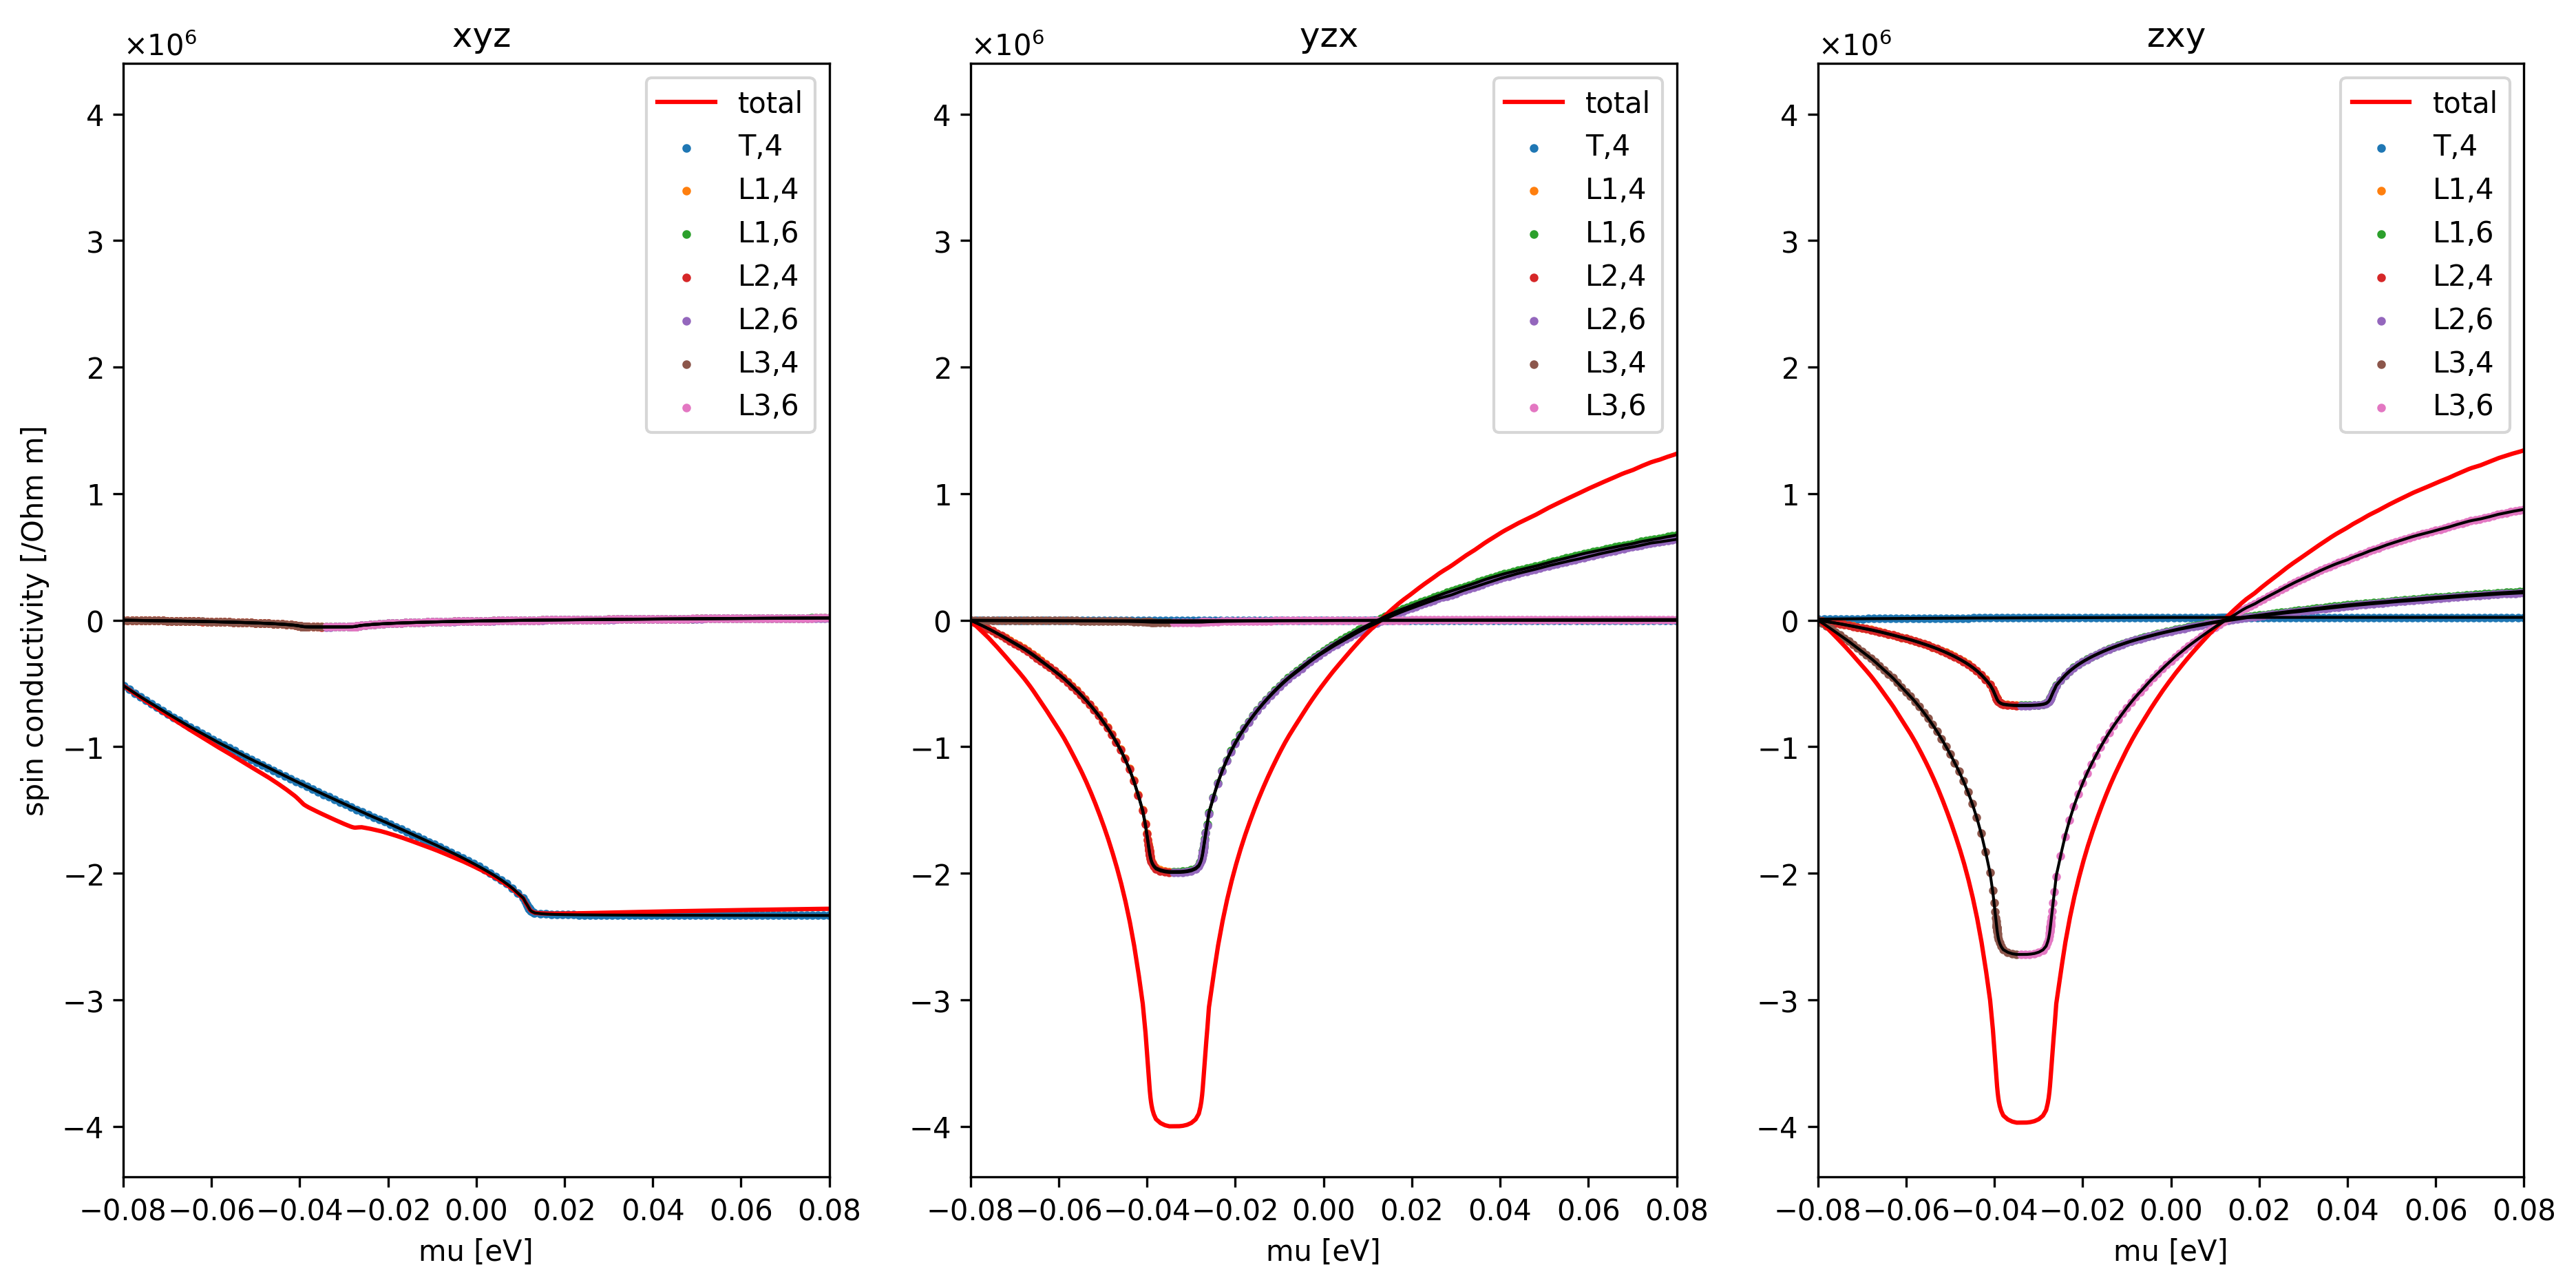 ×10⁶
xyz
4
3
2
1
0
−1
−2
−3
−4
spin conductivity [/Ohm m]
total
T,4
L1,4
L1,6
L2,4
L2,6
L3,4
L3,6
−0.08 −0.06 −0.04 −0.02 0.00 0.02 0.04 0.06 0.08
mu [eV]
×10⁶
yzx
4
3
2
1
0
−1
−2
−3
−4
total
T,4
L1,4
L1,6
L2,4
L2,6
L3,4
L3,6
−0.08 −0.06 −0.04 −0.02 0.00 0.02 0.04 0.06 0.08
mu [eV]
×10⁶
zxy
4
3
2
1
0
−1
−2
−3
−4
total
T,4
L1,4
L1,6
L2,4
L2,6
L3,4
L3,6
−0.08 −0.06 −0.04 −0.02 0.00 0.02 0.04 0.06 0.08
mu [eV]